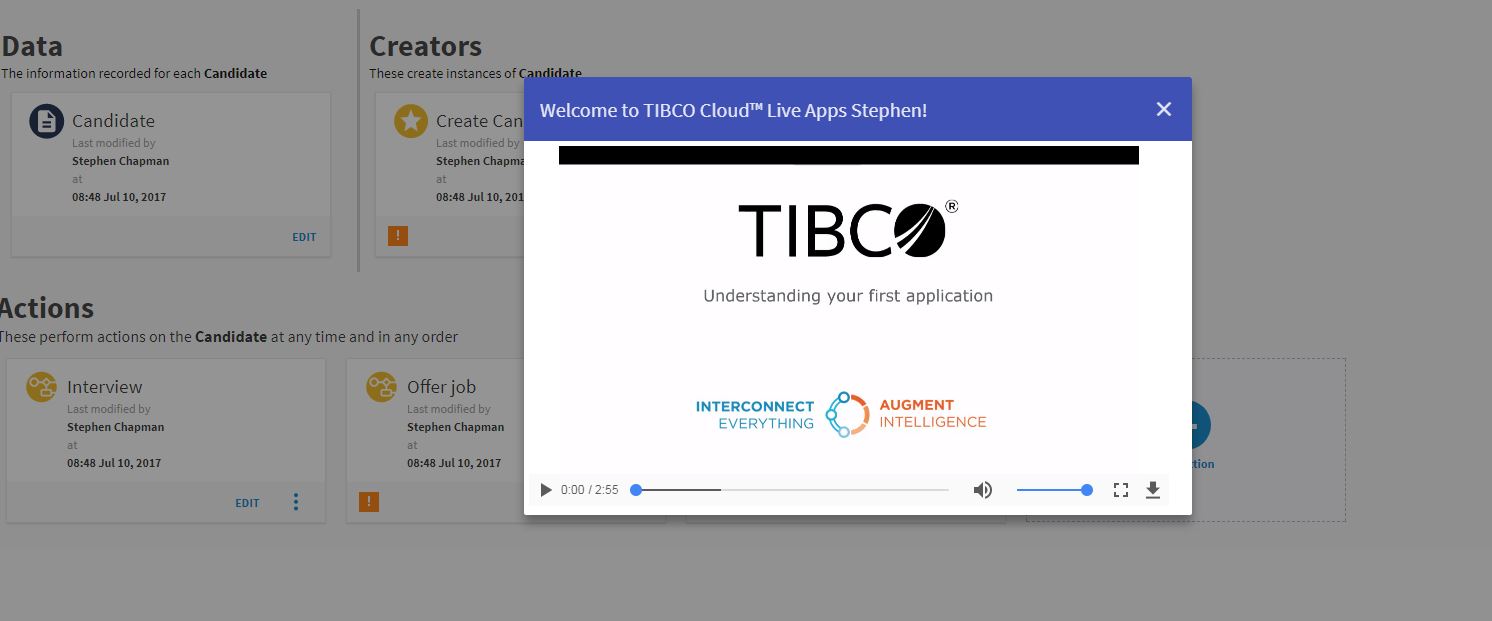 Data
The information recorded for each Candidate
Candidate
Last modified by
Stephen Chapman
at
08:48 Jul 10, 2017
EDIT
Creators
These create instances of Candidate
Create Can
Last modified by
Stephen Chapma
at
08:48 Jul 10, 201
!
Welcome to TIBCO Cloud™ Live Apps Stephen!
TIBCO®
Understanding your first application
INTERCONNECT
EVERYTHING
AUGMENT
INTELLIGENCE
0:00 / 2:55
Actions
These perform actions on the Candidate at any time and in any order
Interview
Last modified by
Stephen Chapman
at
08:48 Jul 10, 2017
EDIT
Offer job
Last modified by
Stephen Chapman
at
08:48 Jul 10, 2017
!